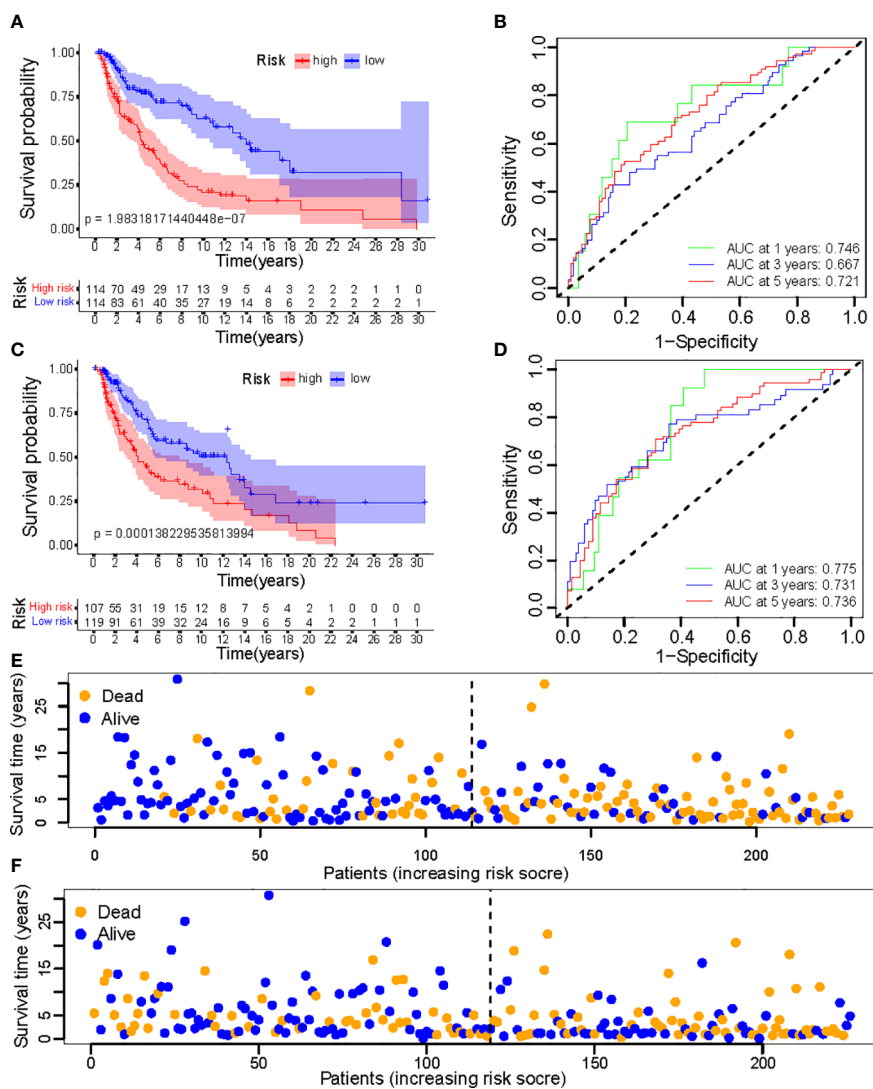 A
Survival probability
1.00
0.75
0.50
0.25
0.00
Risk high low
p = 1.98318171440448e-07
0 2 4 6 8 10 12 14 16 18 20 22 24 26 28 30
Time(years)
Risk
High risk 114 70 49 29 17 13 9 5 4 3 2 2 2 1 1 0
Low risk 114 83 61 40 35 27 19 14 8 6 2 2 2 2 2 1
0 2 4 6 8 10 12 14 16 18 20 22 24 26 28 30
Time(years)
B
Sensitivity
1.0
0.8
0.6
0.4
0.2
0.0
AUC at 1 years: 0.746
AUC at 3 years: 0.667
AUC at 5 years: 0.721
0.0 0.2 0.4 0.6 0.8 1.0
1-Specificity
C
Survival probability
1.00
0.75
0.50
0.25
0.00
Risk high low
p = 0.000138229535813994
0 2 4 6 8 10 12 14 16 18 20 22 24 26 28 30
Time(years)
Risk
High risk 107 55 31 19 15 12 8 7 5 4 2 1 0 0 0 0
Low risk 119 91 61 39 32 24 16 9 6 5 4 2 2 1 1 1
0 2 4 6 8 10 12 14 16 18 20 22 24 26 28 30
Time(years)
D
Sensitivity
1.0
0.8
0.6
0.4
0.2
0.0
AUC at 1 years: 0.775
AUC at 3 years: 0.731
AUC at 5 years: 0.736
0.0 0.2 0.4 0.6 0.8 1.0
1-Specificity
E
Survival time (years)
25
15
5
0
Dead
Alive
0 50 100 150 200
Patients (increasing risk socre)
F
Survival time (years)
25
15
5
0
Dead
Alive
0 50 100 150 200
Patients (increasing risk socre)